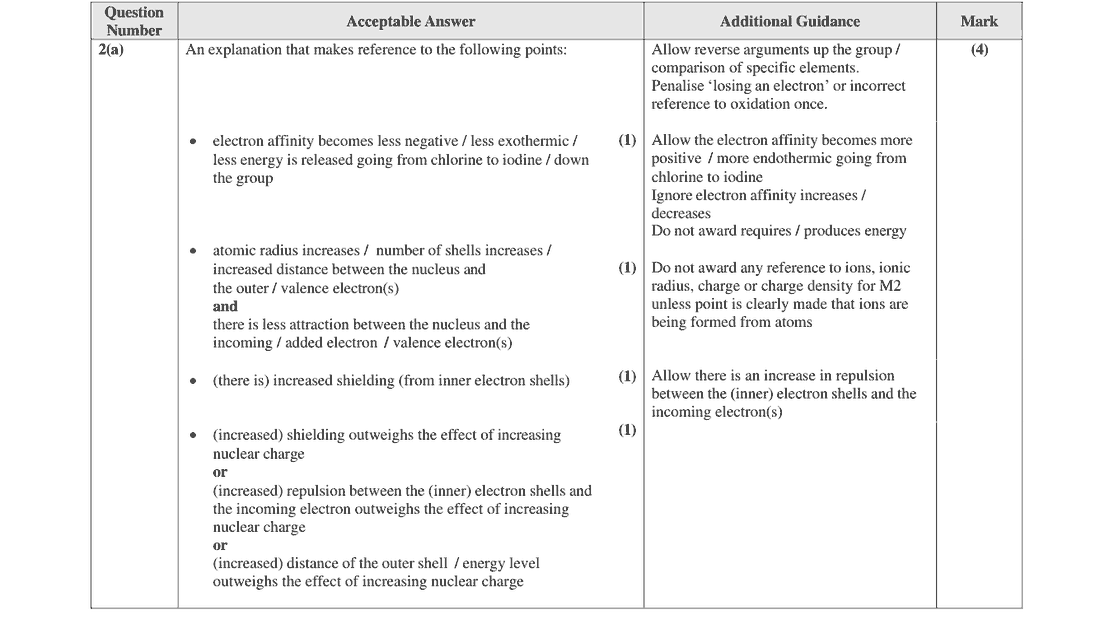 Question
Number
Acceptable Answer
Additional Guidance
Mark
2(a)
An explanation that makes reference to the following points:
• electron affinity becomes less negative / less exothermic /
less energy is released going from chlorine to iodine / down
the group
(1)
• atomic radius increases /  number of shells increases /
increased distance between the nucleus and
the outer / valence electron(s)
and
there is less attraction between the nucleus and the
incoming / added electron  / valence electron(s)
(1)
• (there is) increased shielding (from inner electron shells)
(1)
• (increased) shielding outweighs the effect of increasing
nuclear charge
or
(increased) repulsion between the (inner) electron shells and
the incoming electron outweighs the effect of increasing
nuclear charge
or
(increased) distance of the outer shell  / energy level
outweighs the effect of increasing nuclear charge
(1)
Allow reverse arguments up the group /
comparison of specific elements.
Penalise ‘losing an electron’ or incorrect
reference to oxidation once.
Allow the electron affinity becomes more
positive  / more endothermic going from
chlorine to iodine
Ignore electron affinity increases /
decreases
Do not award requires / produces energy
Do not award any reference to ions, ionic
radius, charge or charge density for M2
unless point is clearly made that ions are
being formed from atoms
Allow there is an increase in repulsion
between the (inner) electron shells and the
incoming electron(s)
(4)